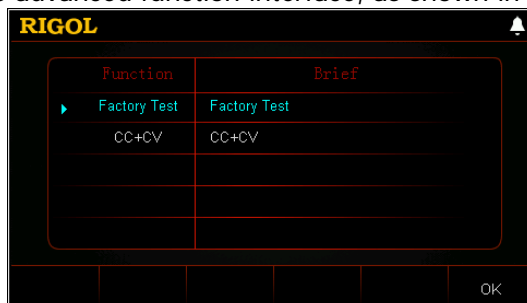 advanced function interface, as shown in
RIGOL
Function Brief
Factory Test Factory Test
CC+CV CC+CV
OK